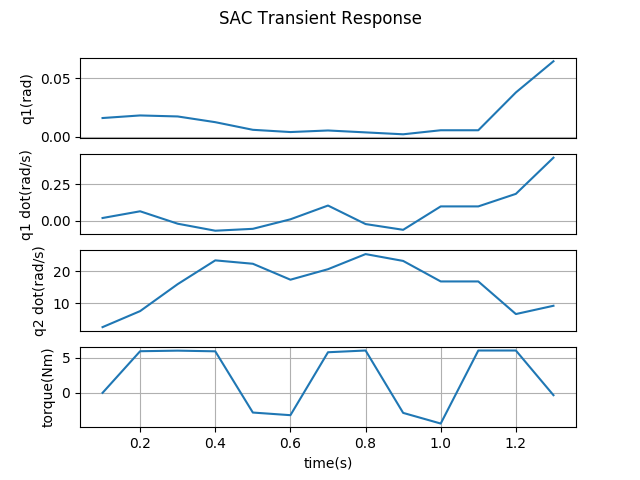 SAC Transient Response
q1(rad)
0.05
0.00
q1 dot(rad/s)
0.25
0.00
q2 dot(rad/s)
20
10
torque(Nm)
5
0
0.2 0.4 0.6 0.8 1.0 1.2
time(s)